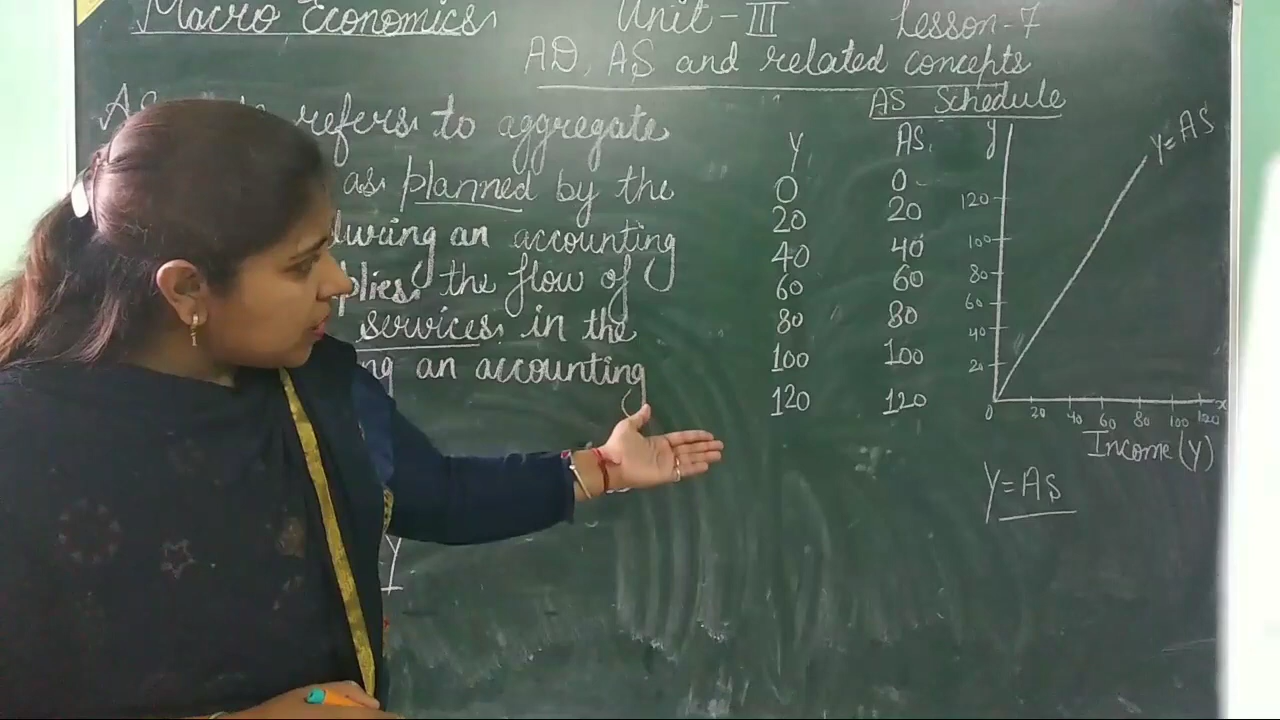 Macro Economics Unit - III Lesson-7
AD, AS and related concepts
AS refers to aggregate
as planned by the
during an accounting
plies the flow of
services in the
ng an accounting
Y
AS Schedule
Y AS
0 0
20 20
40 40
60 60
80 80
100 100
120 120
y
Y=AS
120
100
80
60
40
20
0 20 40 60 80 100 120 x
Income (Y)
Y=AS